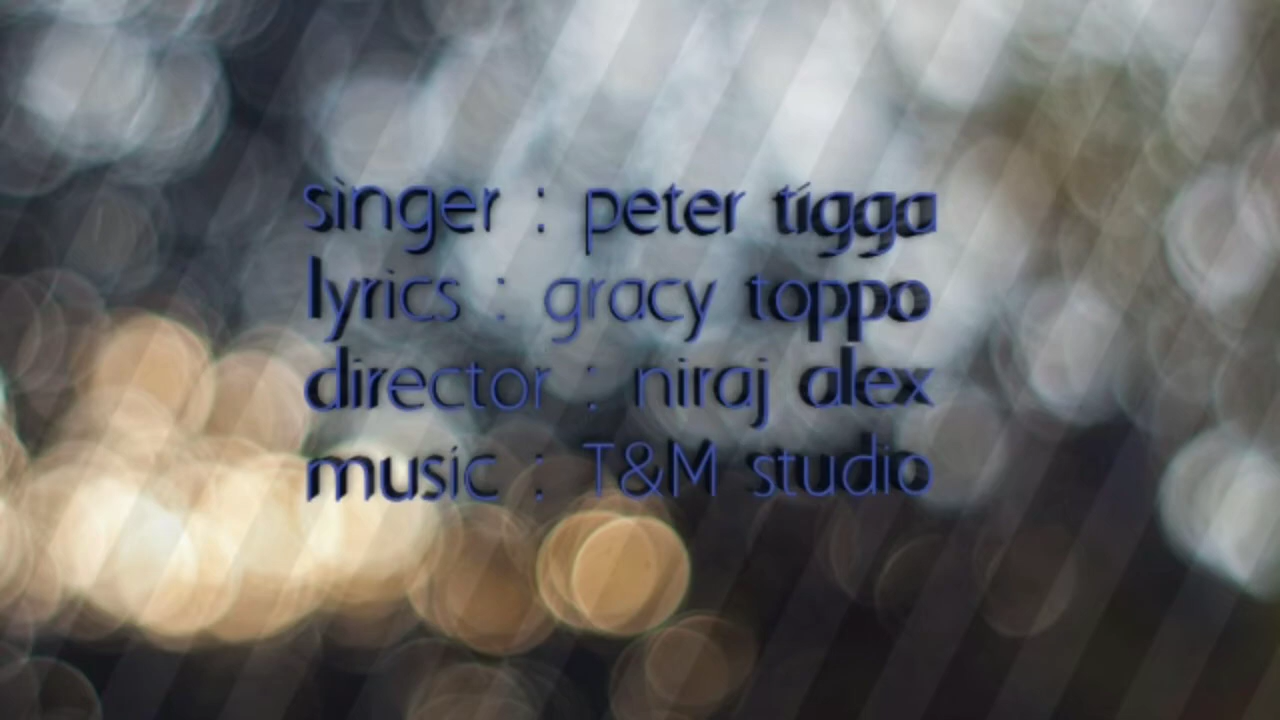 singer : peter tigga
lyrics : gracy toppo
director : niraj alex
music : T&M studio